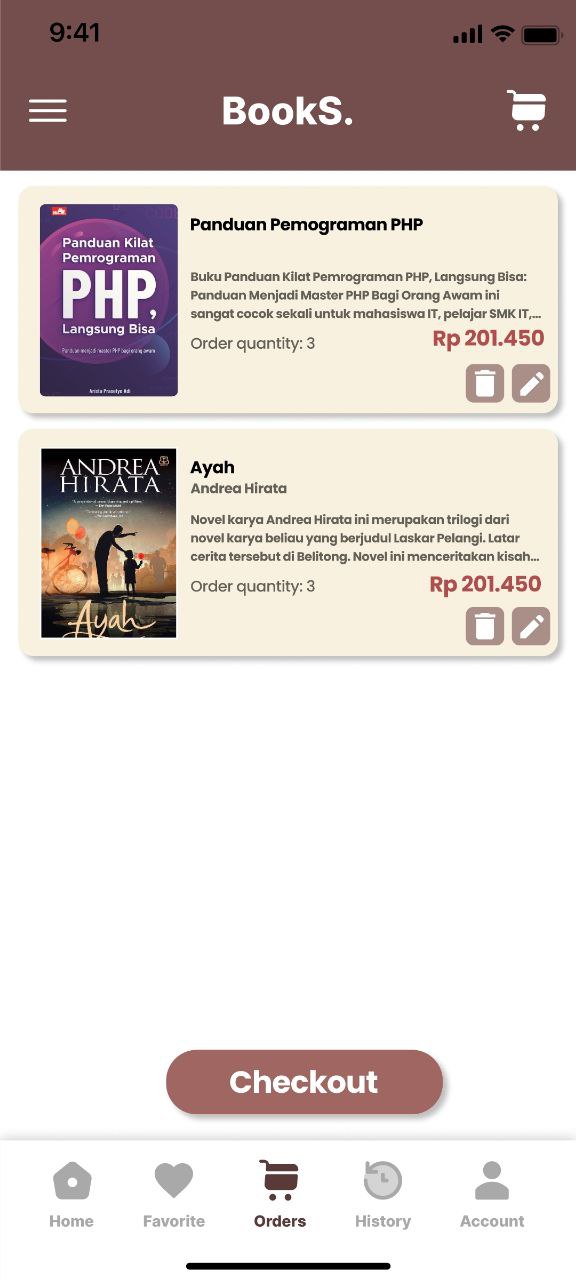 9:41
BookS.
Panduan Kilat
Pemrograman
PHP,
Langsung Bisa
Panduan menjadi master PHP bagi orang awam
Arista Prasetyo Adi
Panduan Pemograman PHP
Buku Panduan Kilat Pemrograman PHP, Langsung Bisa:
Panduan Menjadi Master PHP Bagi Orang Awam ini
sangat cocok sekali untuk mahasiswa IT, pelajar SMK IT,...
Order quantity: 3
Rp 201.450
ANDREA
HIRATA
Ayah
Ayah
Andrea Hirata
Novel karya Andrea Hirata ini merupakan trilogi dari
novel karya beliau yang berjudul Laskar Pelangi. Latar
cerita tersebut di Belitong. Novel ini menceritakan kisah...
Order quantity: 3
Rp 201.450
Checkout
Home
Favorite
Orders
History
Account